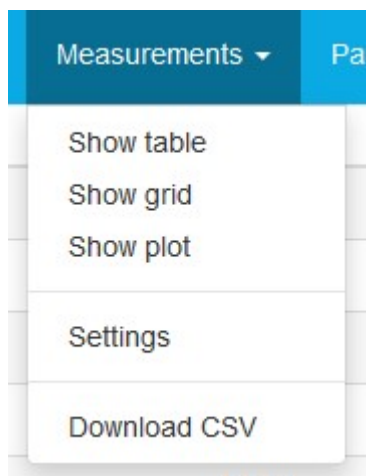 Measurements Pa
Show table
Show grid
Show plot
Settings
Download CSV